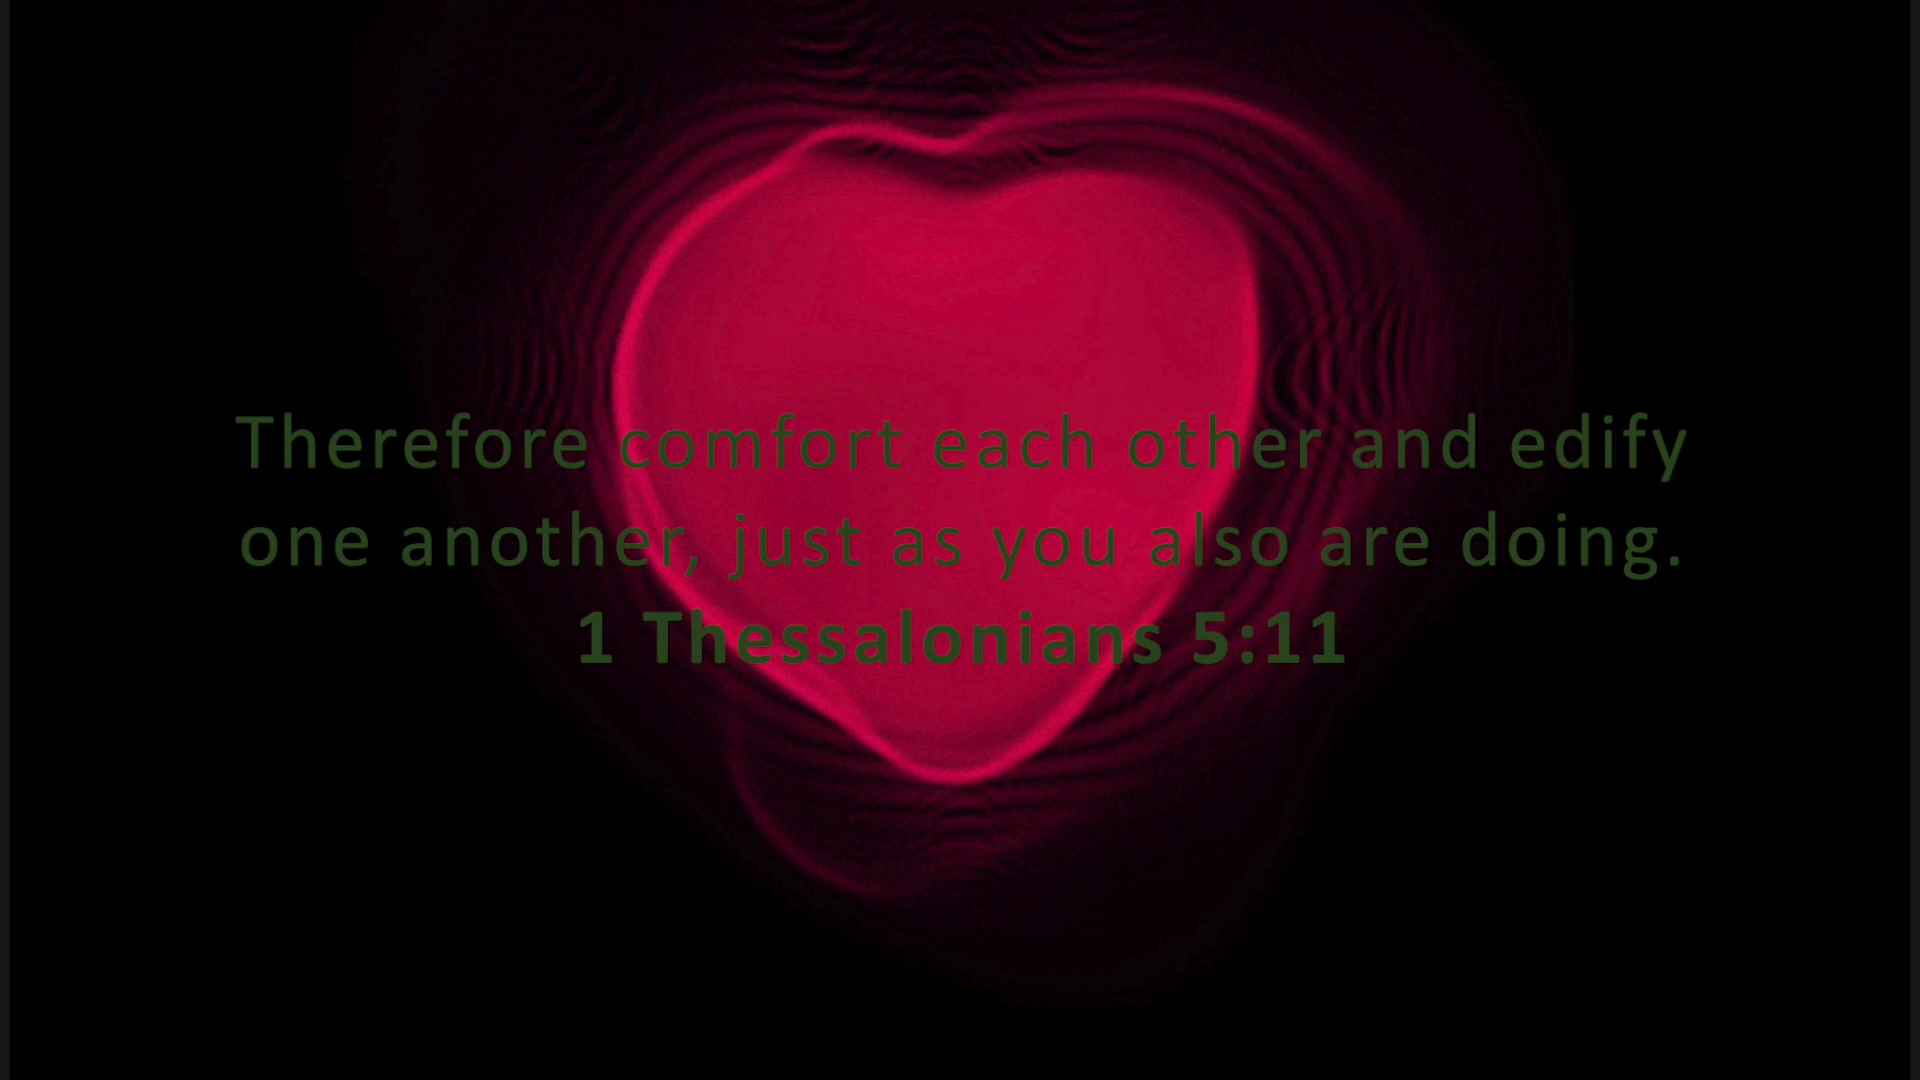 Therefore comfort each other and edify
one another, just as you also are doing.
1 Thessalonians 5:11